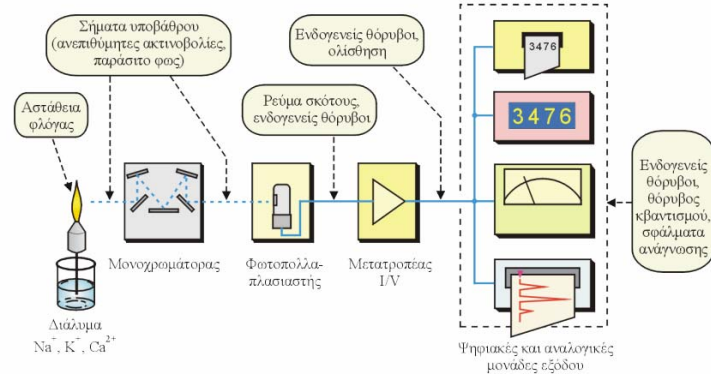 Σήματα υποβάθρου
(ανεπιθύμητες ακτινοβολίες,
παράσιτο φως)
Ενδογενείς θόρυβοι,
ολίσθηση
Αστάθεια
φλόγας
Ρεύμα σκότους,
ενδογενείς θόρυβοι
3476
3476
Ενδογενείς
θόρυβοι,
θόρυβος
κβαντισμού,
σφάλματα
ανάγνωσης
Μονοχρωμάτορας
Φωτοπολλα-
πλασιαστής
Μετατροπέας
I/V
Διάλυμα
Na⁺, K⁺, Ca²⁺
Ψηφιακές και αναλογικές
μονάδες εξόδου